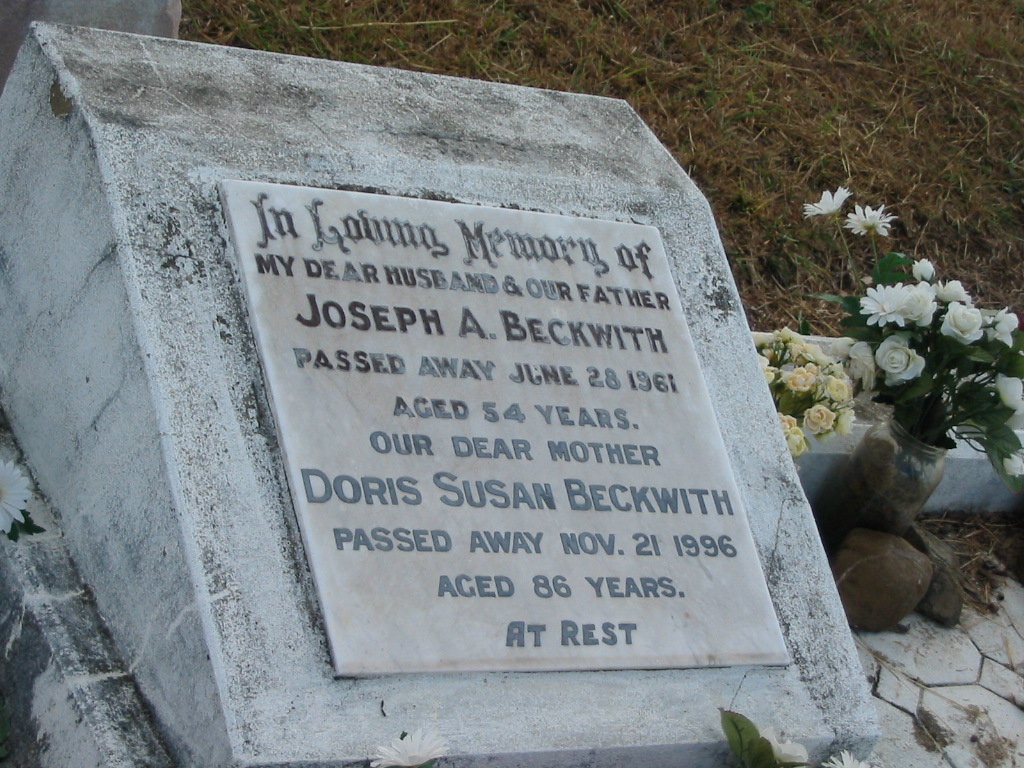 In Loving Memory of
MY DEAR HUSBAND & OUR FATHER
JOSEPH A. BECKWITH
PASSED AWAY JUNE 28 1961
AGED 54 YEARS.
OUR DEAR MOTHER
DORIS SUSAN BECKWITH
PASSED AWAY NOV. 21 1996
AGED 86 YEARS.
AT REST